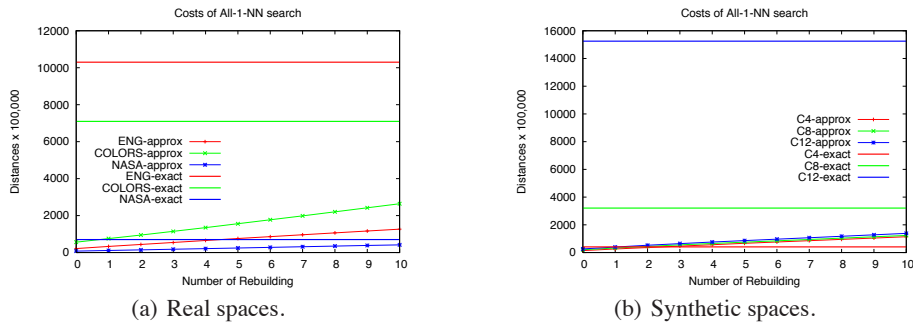 Costs of All-1-NN search
12000
10000
8000
6000
4000
2000
0
Distances x 100,000
ENG-approx
COLORS-approx
NASA-approx
ENG-exact
COLORS-exact
NASA-exact
0 1 2 3 4 5 6 7 8 9 10
Number of Rebuilding
(a) Real spaces.
Costs of All-1-NN search
16000
14000
12000
10000
8000
6000
4000
2000
0
Distances x 100,000
C4-approx
C8-approx
C12-approx
C4-exact
C8-exact
C12-exact
0 1 2 3 4 5 6 7 8 9 10
Number of Rebuilding
(b) Synthetic spaces.